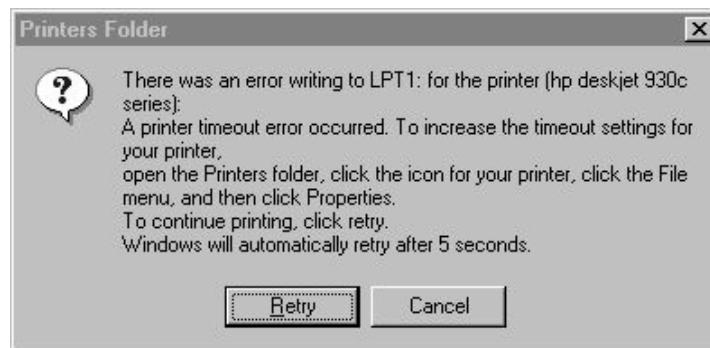 Printers Folder
?
There was an error writing to LPT1: for the printer (hp deskjet 930c
series):
A printer timeout error occurred. To increase the timeout settings for
your printer,
open the Printers folder, click the icon for your printer, click the File
menu, and then click Properties.
To continue printing, click retry.
Windows will automatically retry after 5 seconds.
Retry
Cancel